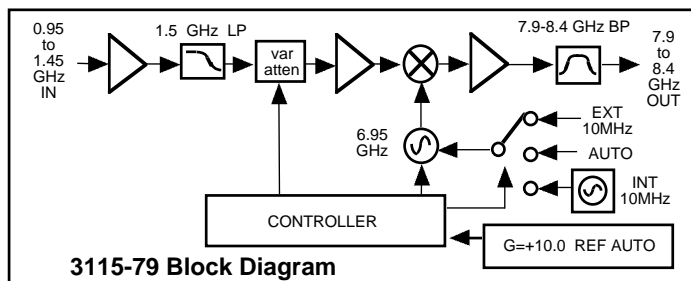 0.95
to
1.45
GHz
IN
1.5 GHz LP
var
atten
7.9-8.4 GHz BP
7.9
to
8.4
GHz
OUT
6.95
GHz
EXT
10MHz
AUTO
INT
10MHz
CONTROLLER
G=+10.0 REF AUTO
3115-79 Block Diagram